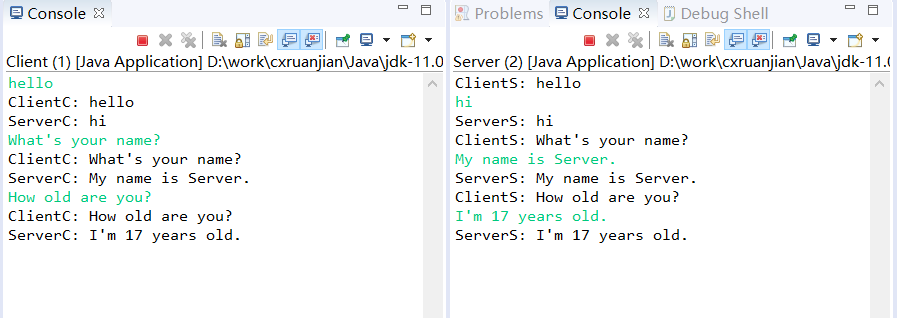 Console
Client (1) [Java Application] D:\work\cxruanjian\Java\jdk-11.0
hello
ClientC: hello
ServerC: hi
What's your name?
ClientC: What's your name?
ServerC: My name is Server.
How old are you?
ClientC: How old are you?
ServerC: I'm 17 years old.
Problems Console Debug Shell
Server (2) [Java Application] D:\work\cxruanjian\Java\jdk-11.0
ClientS: hello
hi
ServerS: hi
ClientS: What's your name?
My name is Server.
ServerS: My name is Server.
ClientS: How old are you?
I'm 17 years old.
ServerS: I'm 17 years old.